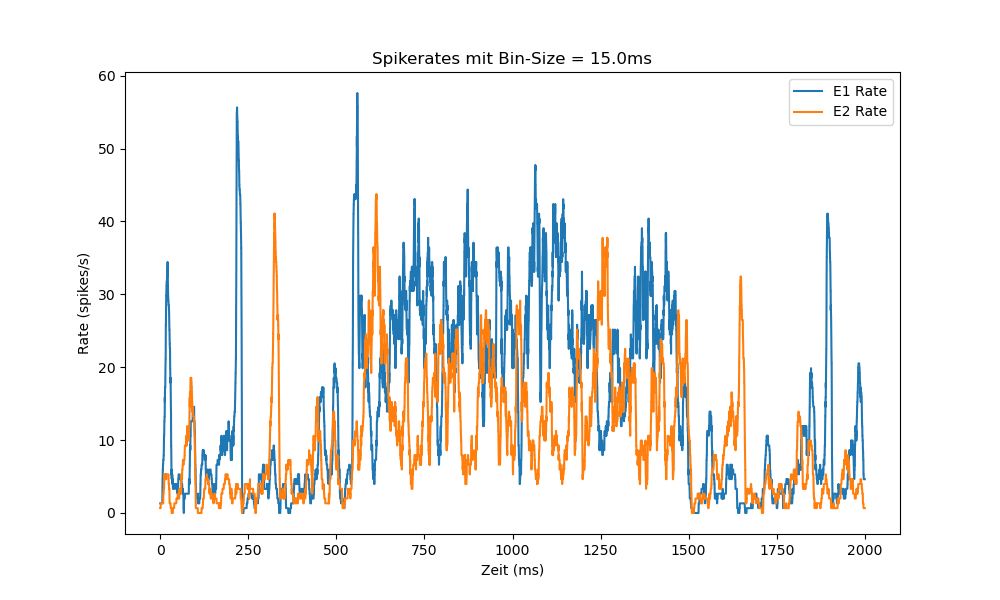 Spikerates mit Bin-Size = 15.0ms
E1 Rate
E2 Rate
60
50
40
30
20
10
0
Rate (spikes/s)
0 250 500 750 1000 1250 1500 1750 2000
Zeit (ms)